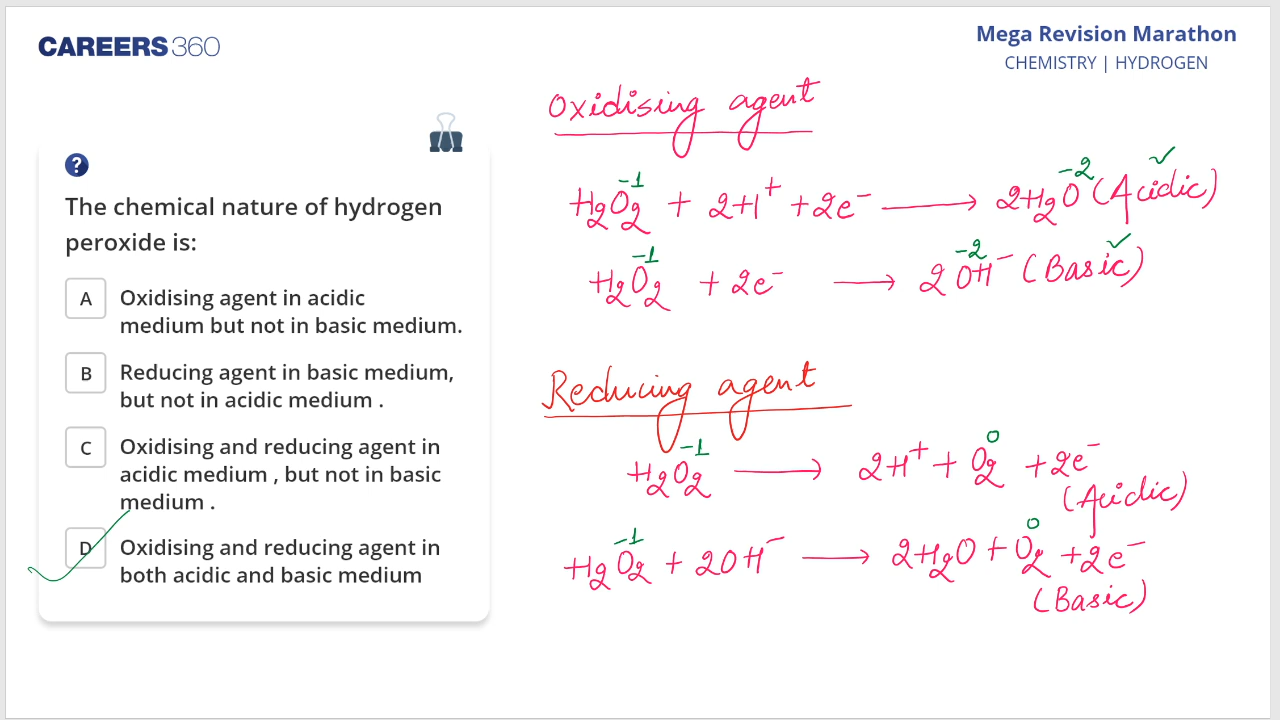 CAREERS360
Mega Revision Marathon
CHEMISTRY | HYDROGEN
?
The chemical nature of hydrogen
peroxide is:
A Oxidising agent in acidic
medium but not in basic medium.
B Reducing agent in basic medium,
but not in acidic medium .
C Oxidising and reducing agent in
acidic medium , but not in basic
medium .
D Oxidising and reducing agent in
both acidic and basic medium
Oxidising agent
-1 -2 ✓
H₂O₂ + 2H⁺ + 2e⁻ ⟶ 2H₂O (Acidic)
-1 -2 ✓
H₂O₂ + 2e⁻ ⟶ 2OH⁻ (Basic)
Reducing agent
-1 0
H₂O₂ ⟶ 2H⁺ + O₂ + 2e⁻
(Acidic)
-1 0
H₂O₂ + 2OH⁻ ⟶ 2H₂O + O₂ + 2e⁻
(Basic)